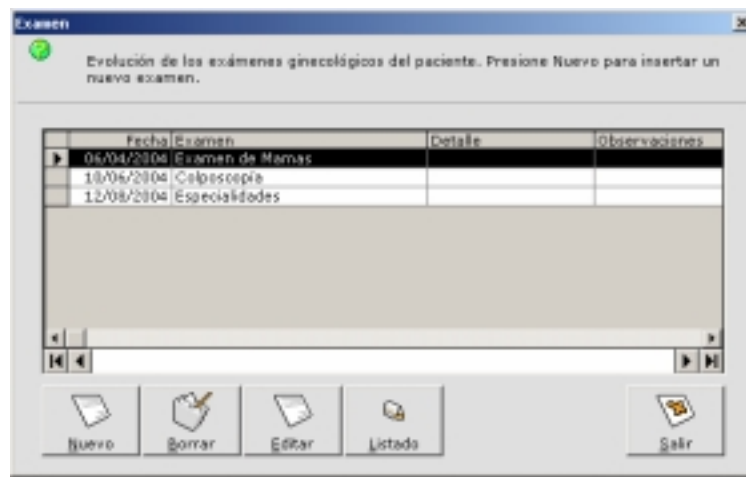 Examen
Evolución de los exámenes ginecológicos del paciente. Presione Nuevo para insertar un
nuevo examen.
Fecha Examen Detalle Observaciones
06/04/2004 Examen de Mamas
10/06/2004 Colposcopía
12/08/2004 Especialidades
Nuevo Borrar Editar Listado Salir